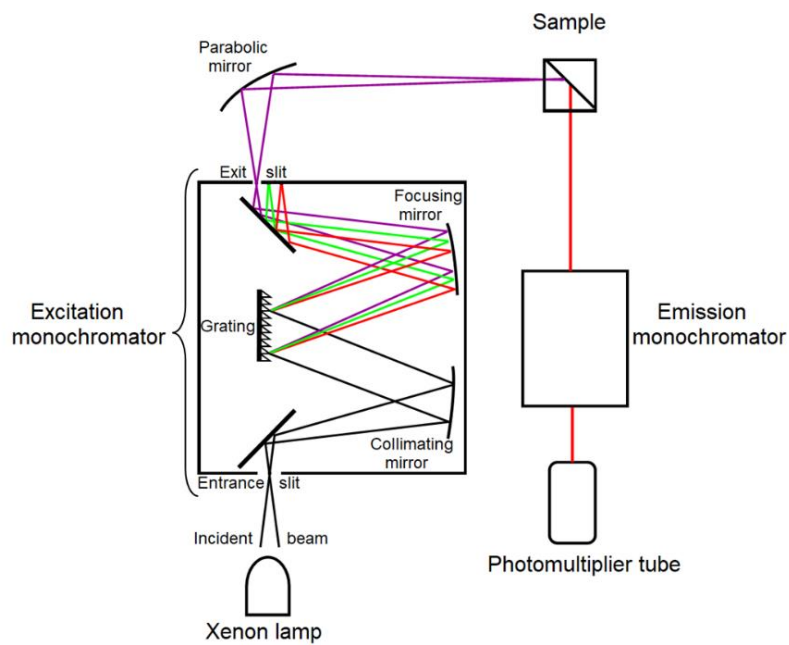 Sample
Parabolic
mirror
Exit slit
Focusing
mirror
Excitation
monochromator
Grating
Emission
monochromator
Collimating
mirror
Entrance slit
Incident beam
Photomultiplier tube
Xenon lamp